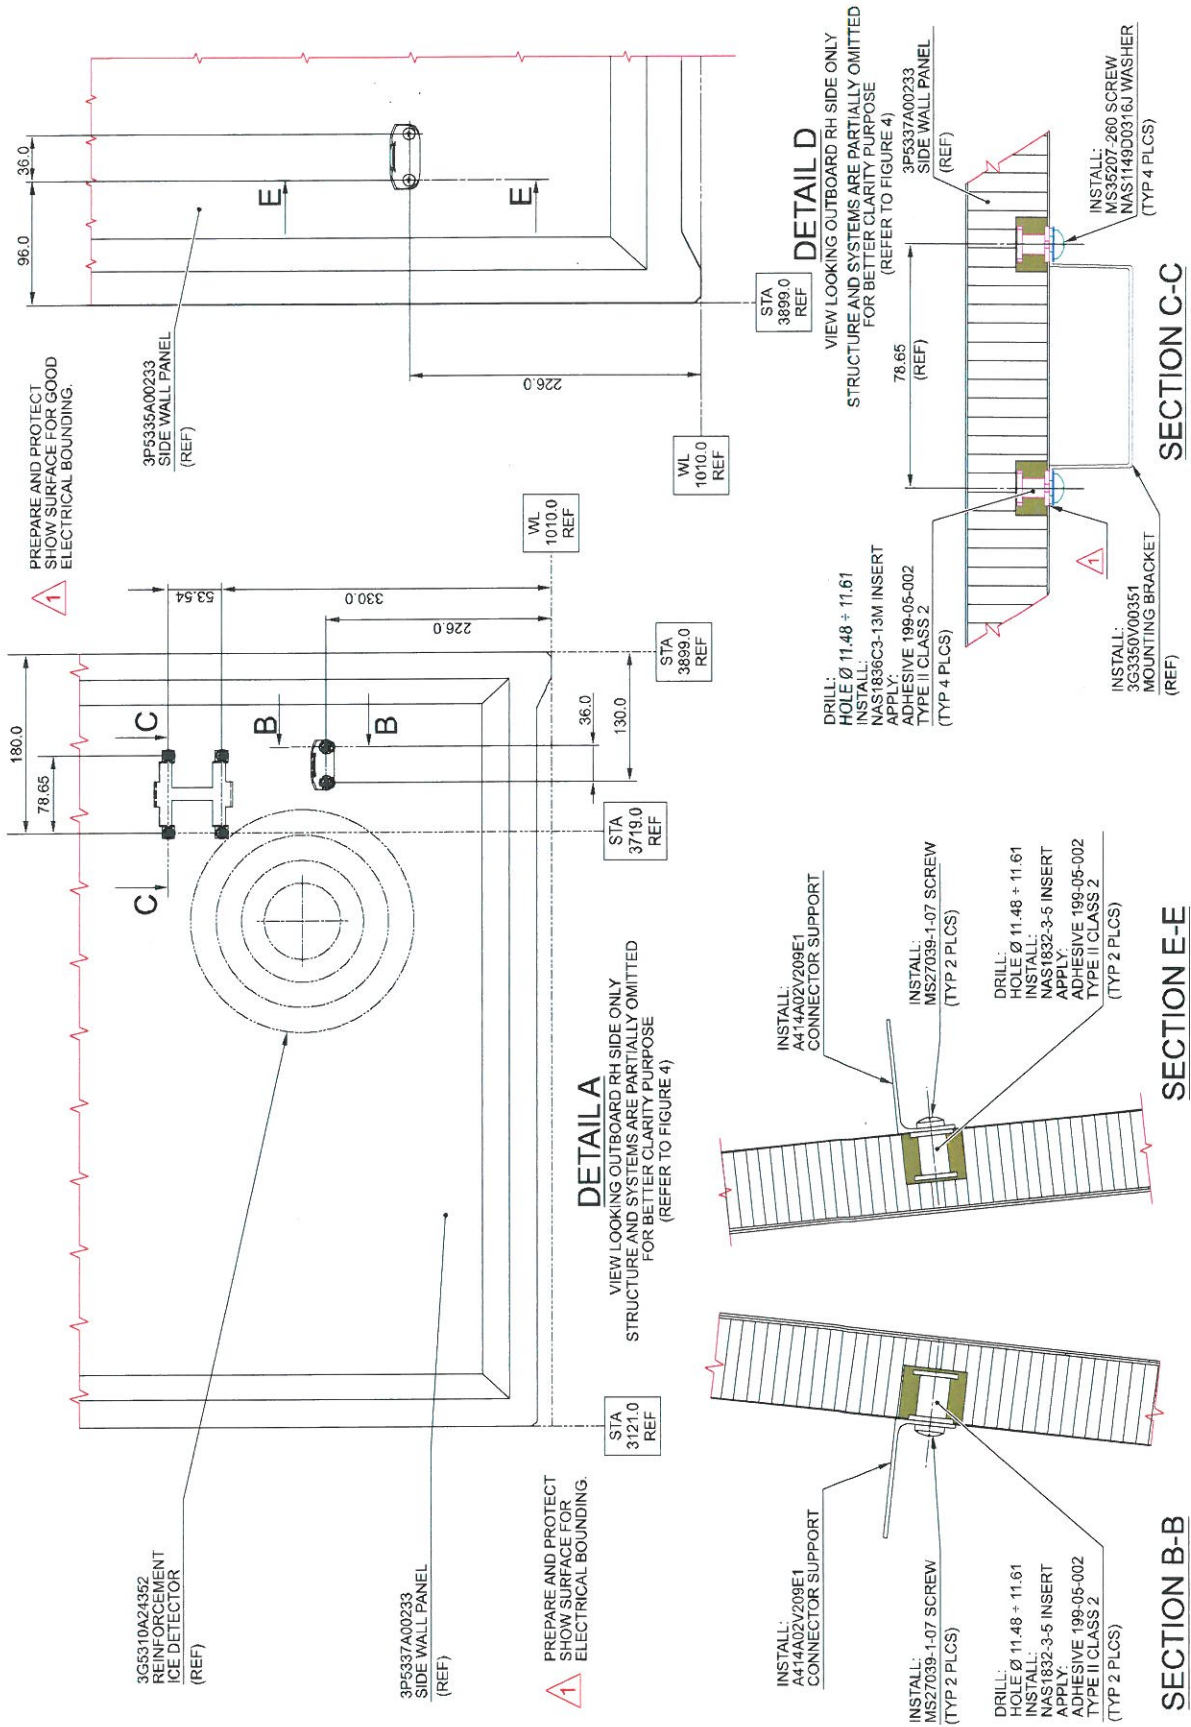 3G5310A24352
REINFORCEMENT
ICE DETECTOR
(REF)
3P5337A00233
SIDE WALL PANEL
(REF)
1
PREPARE AND PROTECT
SHOW SURFACE FOR
ELECTRICAL BOUNDING.
STA
3121.0
REF
180.0
78.65
C
C
B
B
53.54
330.0
226.0
36.0
130.0
STA
3719.0
REF
STA
3899.0
REF
WL
1010.0
REF
DETAIL A
VIEW LOOKING OUTBOARD RH SIDE ONLY
STRUCTURE AND SYSTEMS ARE PARTIALLY OMITTED
FOR BETTER CLARITY PURPOSE
(REFER TO FIGURE 4)
1
PREPARE AND PROTECT
SHOW SURFACE FOR GOOD
ELECTRICAL BOUNDING.
3P5335A00233
SIDE WALL PANEL
(REF)
96.0
36.0
E
E
226.0
WL
1010.0
REF
STA
3899.0
REF
DETAIL D
VIEW LOOKING OUTBOARD RH SIDE ONLY
STRUCTURE AND SYSTEMS ARE PARTIALLY OMITTED
FOR BETTER CLARITY PURPOSE
(REFER TO FIGURE 4)
INSTALL:
A414A02V209E1
CONNECTOR SUPPORT
INSTALL:
MS27039-1-07 SCREW
(TYP 2 PLCS)
DRILL:
HOLE Ø 11.48 ÷ 11.61
INSTALL:
NAS1832-3-5 INSERT
APPLY:
ADHESIVE 199-05-002
TYPE II CLASS 2
(TYP 2 PLCS)
SECTION B-B
INSTALL:
A414A02V209E1
CONNECTOR SUPPORT
INSTALL:
MS27039-1-07 SCREW
(TYP 2 PLCS)
DRILL:
HOLE Ø 11.48 ÷ 11.61
INSTALL:
NAS1832-3-5 INSERT
APPLY:
ADHESIVE 199-05-002
TYPE II CLASS 2
(TYP 2 PLCS)
SECTION E-E
DRILL:
HOLE Ø 11.48 ÷ 11.61
INSTALL:
NAS1836C3-13M INSERT
APPLY:
ADHESIVE 199-05-002
TYPE II CLASS 2
(TYP 4 PLCS)
78.65
(REF)
3P5337A00233
SIDE WALL PANEL
(REF)
1
INSTALL:
3G3350V00351
MOUNTING BRACKET
(REF)
INSTALL:
MS35207-260 SCREW
NAS1149D0316J WASHER
(TYP 4 PLCS)
SECTION C-C